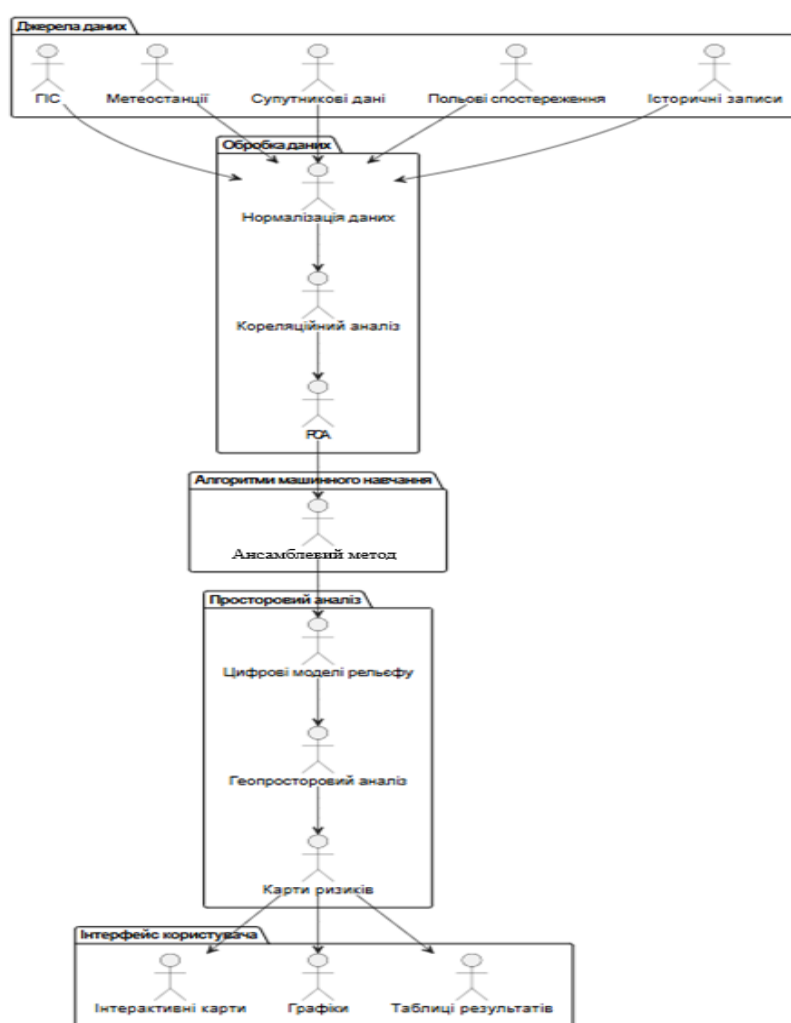 Джерела даних
ГІС
Метеостанції
Супутникові дані
Польові спостереження
Історичні записи
Обробка даних
Нормалізація даних
Кореляційний аналіз
PCA
Алгоритми машинного навчання
Ансамблевий метод
Просторовий аналіз
Цифрові моделі рельєфу
Геопросторовий аналіз
Карти ризиків
Інтерфейс користувача
Інтерактивні карти
Графіки
Таблиці результатів